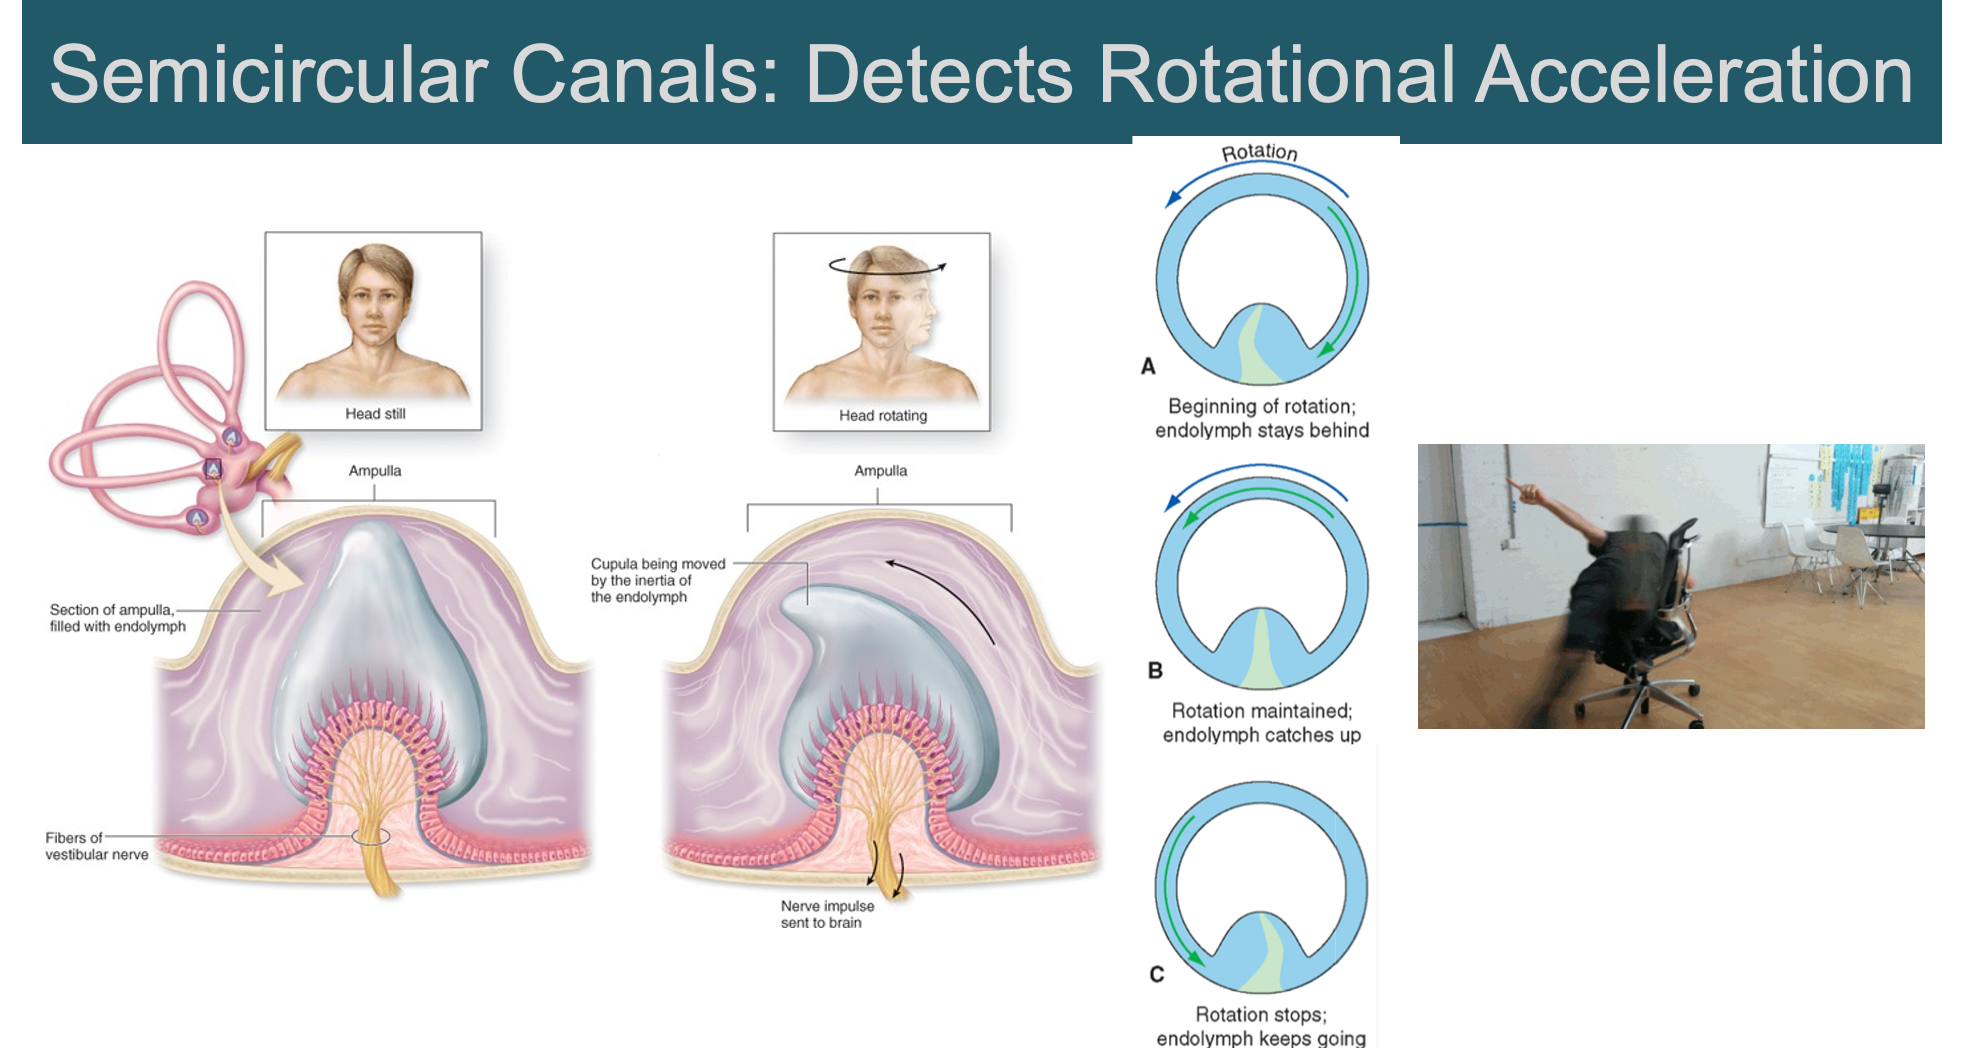 Semicircular Canals: Detects Rotational Acceleration
Head still
Ampulla
Section of ampulla,
filled with endolymph
Fibers of
vestibular nerve
Head rotating
Ampulla
Cupula being moved
by the inertia of
the endolymph
Nerve impulse
sent to brain
Rotation
A
Beginning of rotation;
endolymph stays behind
B
Rotation maintained;
endolymph catches up
C
Rotation stops;
endolymph keeps going